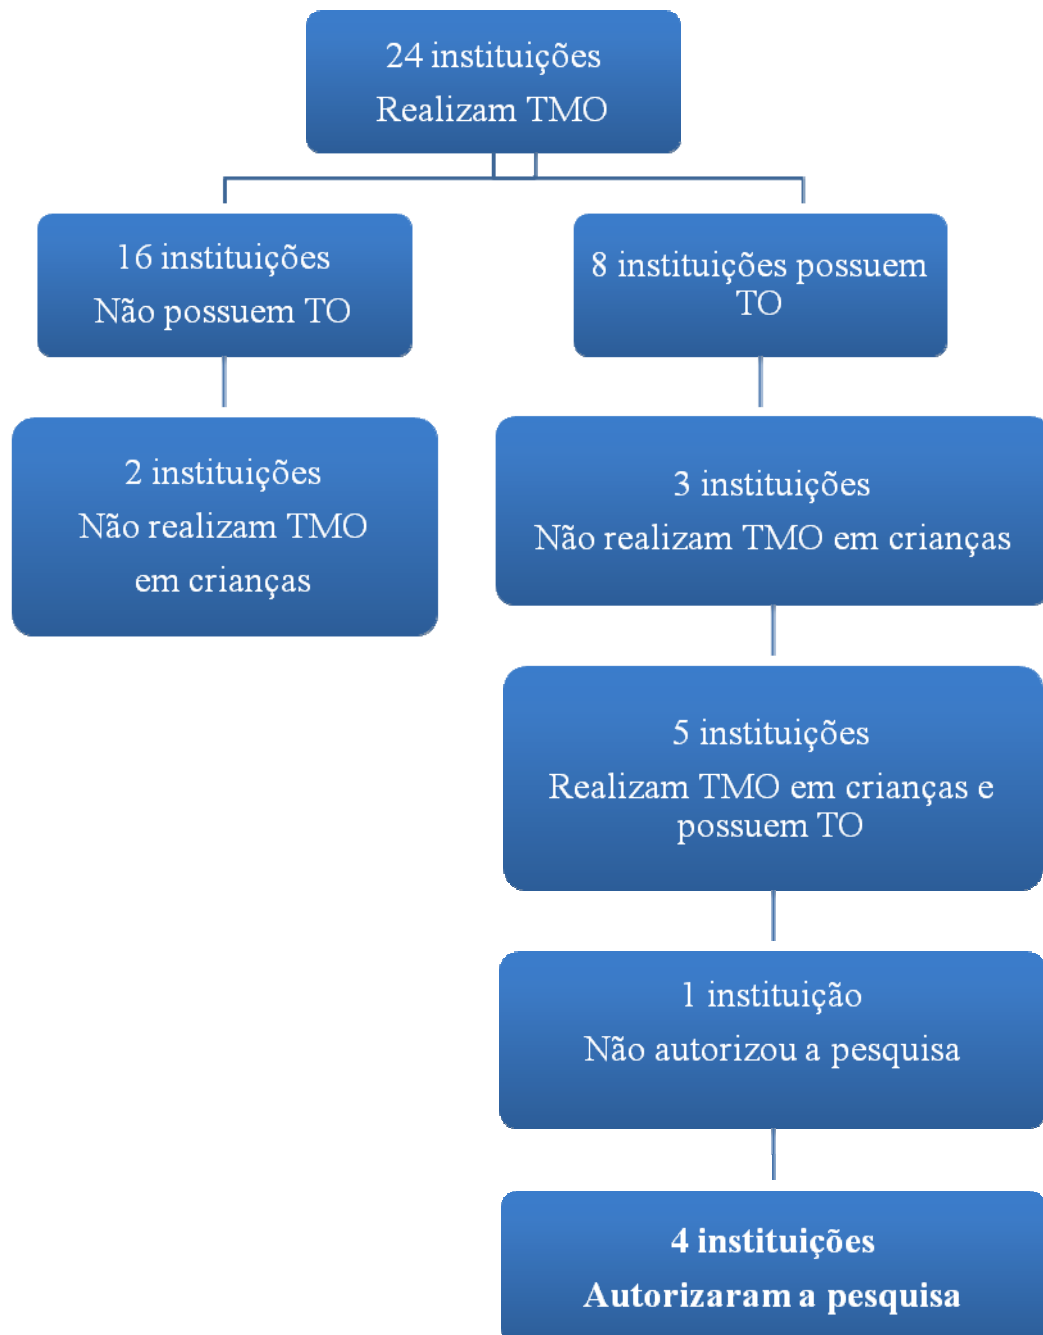 24 instituições
Realizam TMO
16 instituições
Não possuem TO
8 instituições possuem
TO
2 instituições
Não realizam TMO
em crianças
3 instituições
Não realizam TMO em crianças
5 instituições
Realizam TMO em crianças e
possuem TO
1 instituição
Não autorizou a pesquisa
4 instituições
Autorizaram a pesquisa